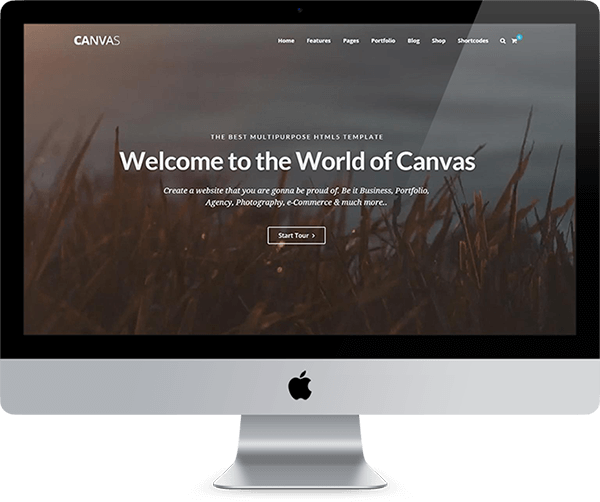 CANVAS
Home Features Pages Portfolio Blog Shop Shortcodes
THE BEST MULTIPURPOSE HTML5 TEMPLATE
Welcome to the World of Canvas
Create a website that you are gonna be proud of. Be it Business, Portfolio,
Agency, Photography, e-Commerce & much more..
Start Tour >